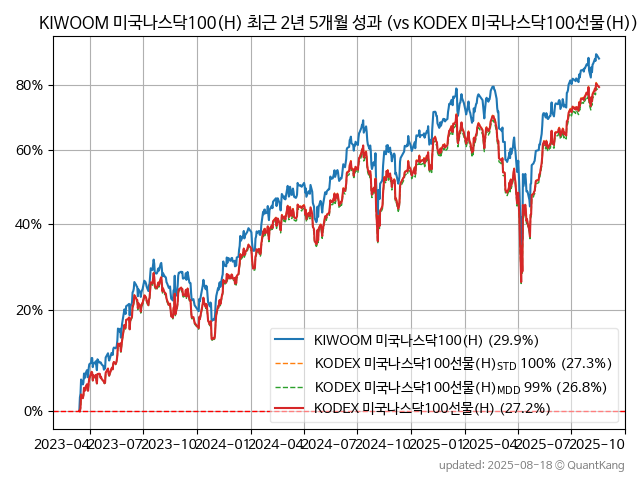 KIWOOM 미국나스닥100(H) 최근 2년 5개월 성과 (vs KODEX 미국나스닥100선물(H))
80%
60%
40%
20%
0%
KIWOOM 미국나스닥100(H) (29.9%)
KODEX 미국나스닥100선물(H)STD 100% (27.3%)
KODEX 미국나스닥100선물(H)MDD 99% (26.8%)
KODEX 미국나스닥100선물(H) (27.2%)
2023-04 2023-07 2023-10 2024-01 2024-04 2024-07 2024-10 2025-01 2025-04 2025-07 2025-10
updated: 2025-08-18 © QuantKang